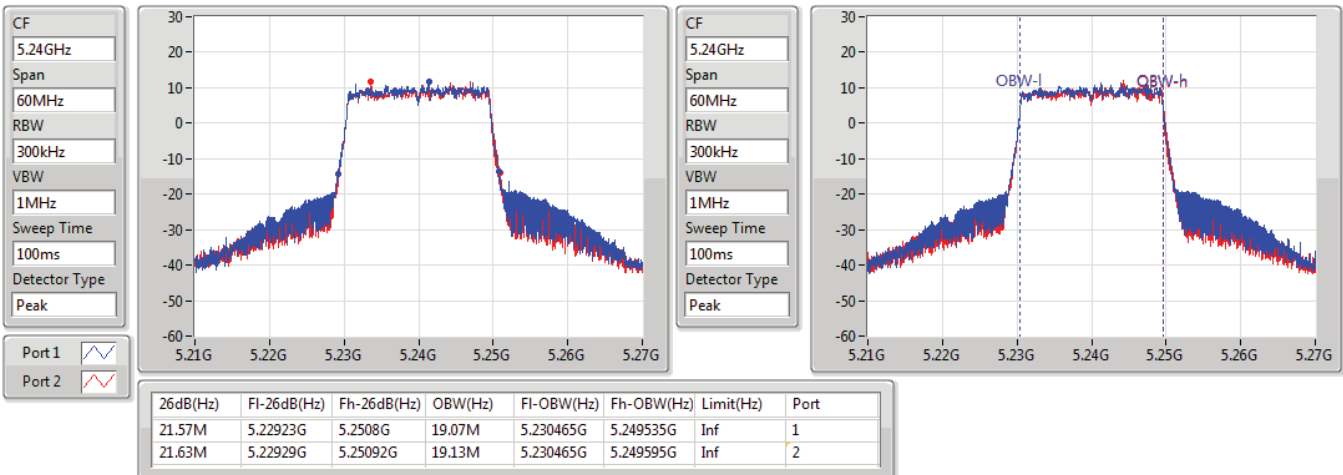 CF
5.24GHz
Span
60MHz
RBW
300kHz
VBW
1MHz
Sweep Time
100ms
Detector Type
Peak
Port 1
Port 2
30
20
10
0
-10
-20
-30
-40
-50
-60
5.21G 5.22G 5.23G 5.24G 5.25G 5.26G 5.27G
CF
5.24GHz
Span
60MHz
RBW
300kHz
VBW
1MHz
Sweep Time
100ms
Detector Type
Peak
30
20
10
0
-10
-20
-30
-40
-50
-60
OBW-l OBW-h
5.21G 5.22G 5.23G 5.24G 5.25G 5.26G 5.27G
26dB(Hz) Fl-26dB(Hz) Fh-26dB(Hz) OBW(Hz) Fl-OBW(Hz) Fh-OBW(Hz) Limit(Hz) Port
21.57M 5.22923G 5.2508G 19.07M 5.230465G 5.249535G Inf 1
21.63M 5.22929G 5.25092G 19.13M 5.230465G 5.249595G Inf 2